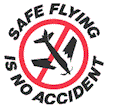 SAFE FLYING
IS NO ACCIDENT